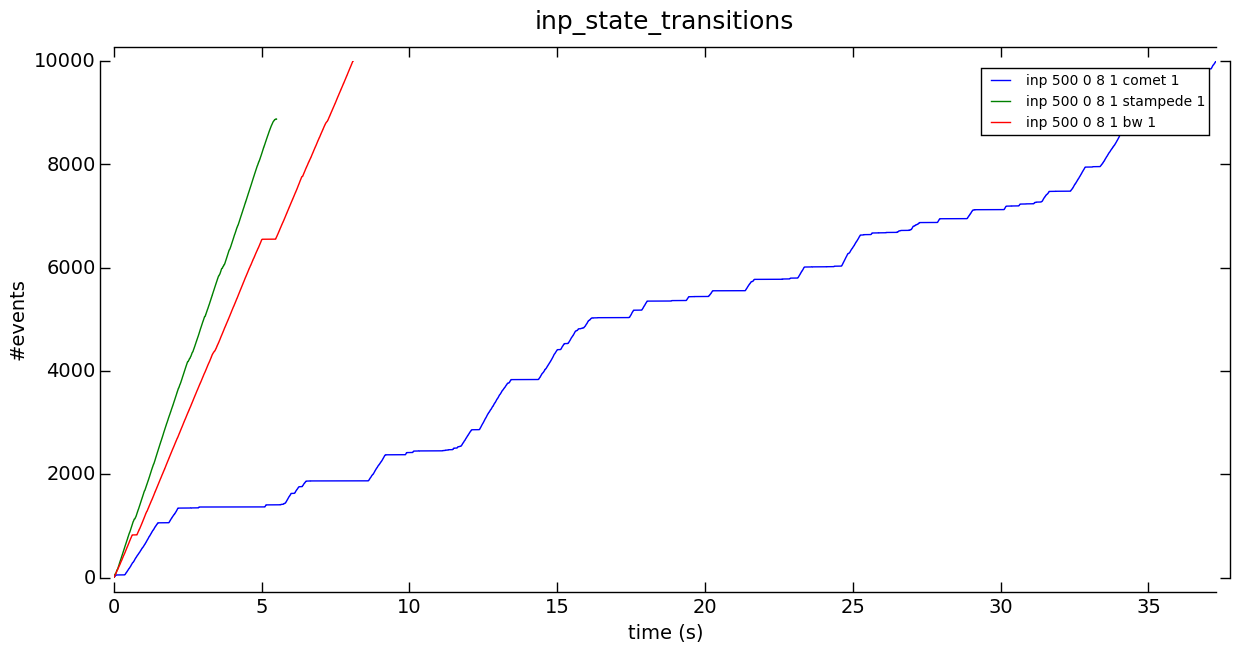 inp_state_transitions
10000
8000
6000
4000
2000
0
#events
inp 500 0 8 1 comet 1
inp 500 0 8 1 stampede 1
inp 500 0 8 1 bw 1
0 5 10 15 20 25 30 35
time (s)